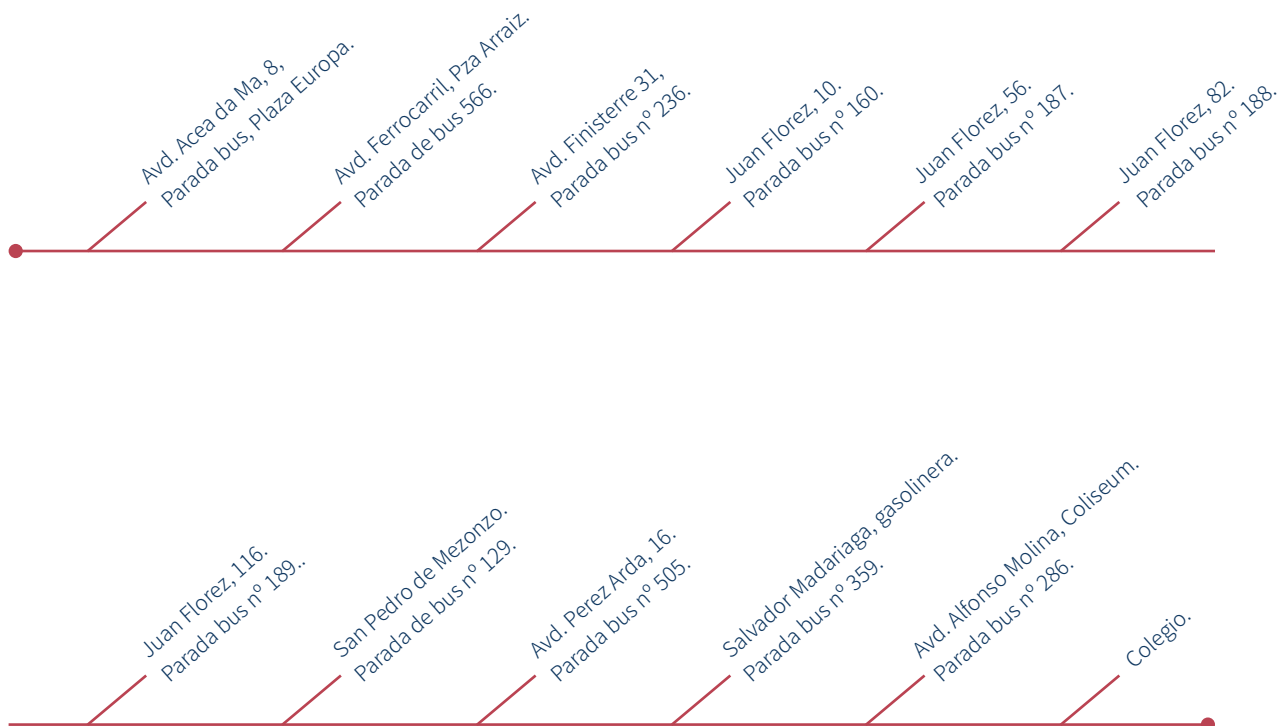 Avd. Acea da Ma, 8,
Parada bus, Plaza Europa.
Avd. Ferrocarril, Pza Arraiz.
Parada de bus 566.
Avd. Finisterre 31,
Parada bus nº 236.
Juan Florez, 10.
Parada bus nº 160.
Juan Florez, 56.
Parada bus nº 187.
Juan Florez, 82.
Parada bus nº 188.
Juan Florez, 116.
Parada bus nº 189..
San Pedro de Mezonzo.
Parada de bus nº 129.
Avd. Perez Arda, 16.
Parada bus nº 505.
Salvador Madariaga, gasolinera.
Parada bus nº 359.
Avd. Alfonso Molina, Coliseum.
Parada bus nº 286.
Colegio.